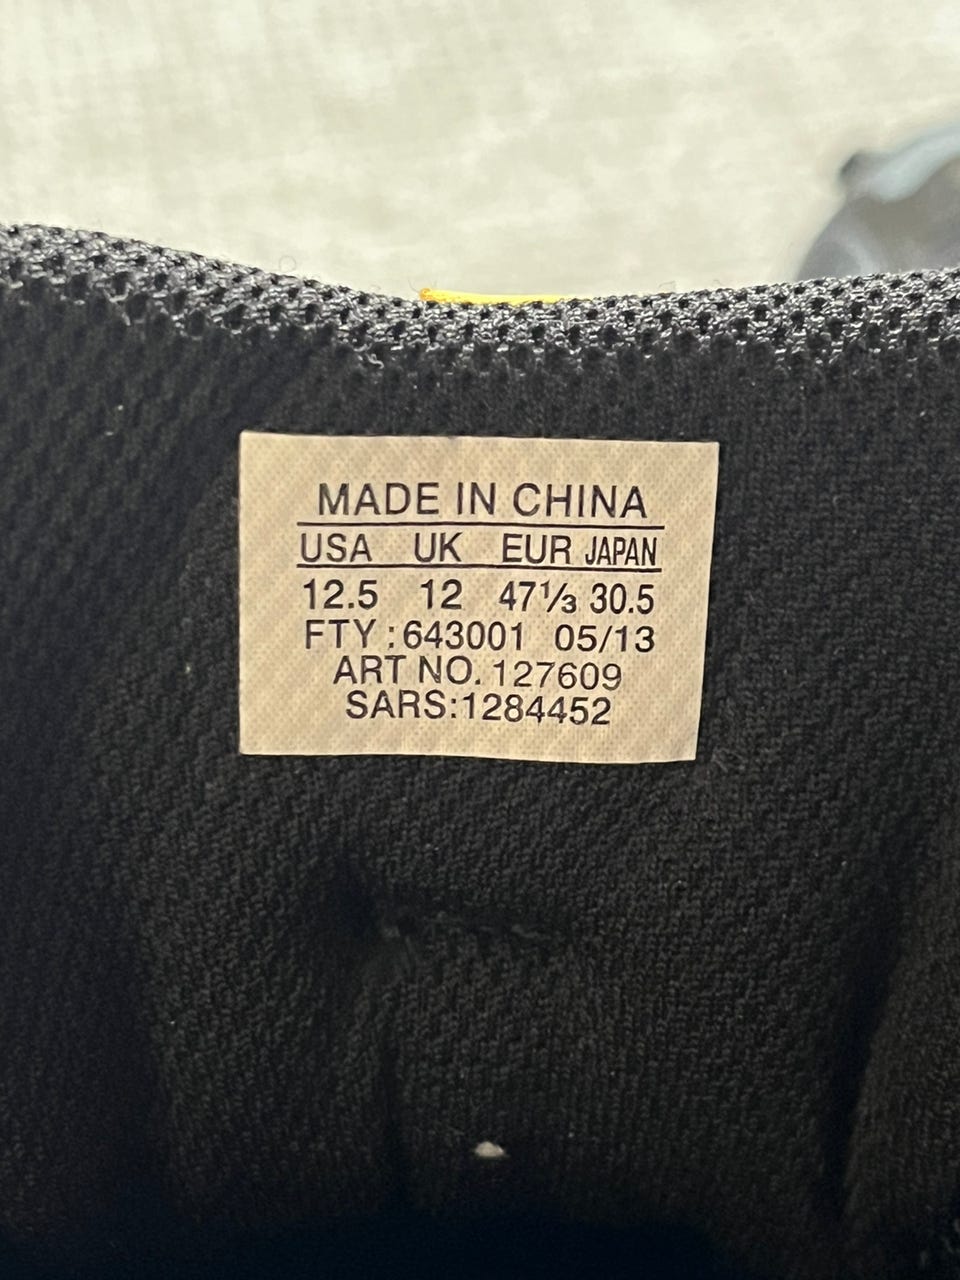 MADE IN CHINA
USA UK EUR JAPAN
12.5 12 47⅓ 30.5
FTY:643001 05/13
ART NO. 127609
SARS:1284452